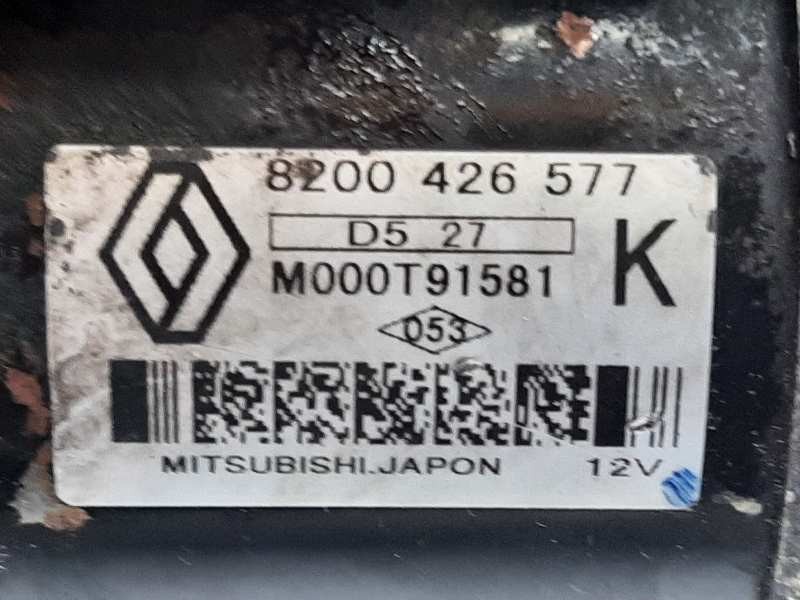 8200 426 577
D5 27
M000T91581
K
053
MITSUBISHI.JAPON 12V